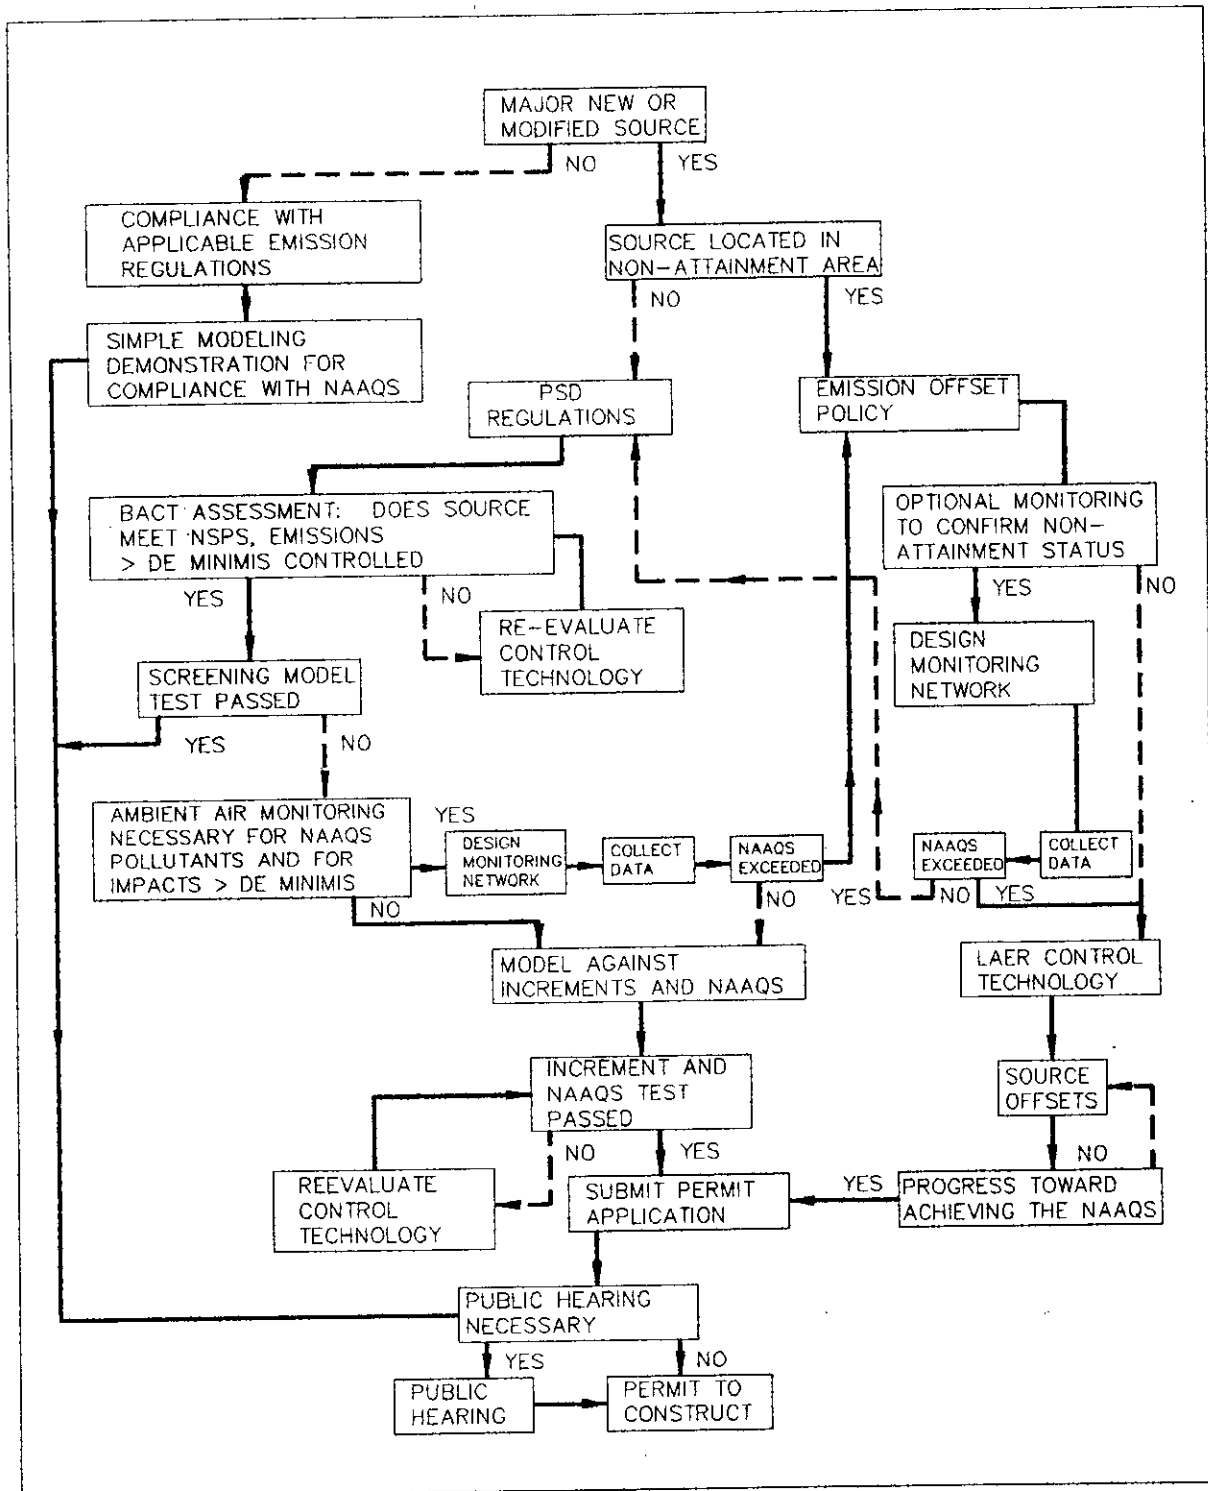 MAJOR NEW OR
MODIFIED SOURCE
NO
YES
COMPLIANCE WITH
APPLICABLE EMISSION
REGULATIONS
SOURCE LOCATED IN
NON-ATTAINMENT AREA
NO
YES
SIMPLE MODELING
DEMONSTRATION FOR
COMPLIANCE WITH NAAQS
PSD
REGULATIONS
EMISSION OFFSET
POLICY
BACT ASSESSMENT: DOES SOURCE
MEET NSPS, EMISSIONS
> DE MINIMIS CONTROLLED
OPTIONAL MONITORING
TO CONFIRM NON-
ATTAINMENT STATUS
YES
NO
YES
NO
RE-EVALUATE
CONTROL
TECHNOLOGY
DESIGN
MONITORING
NETWORK
SCREENING MODEL
TEST PASSED
YES
NO
AMBIENT AIR MONITORING
NECESSARY FOR NAAQS
POLLUTANTS AND FOR
IMPACTS > DE MINIMIS
YES
DESIGN
MONITORING
NETWORK
COLLECT
DATA
NAAQS
EXCEEDED
NAAQS
EXCEEDED
COLLECT
DATA
NO
NO
YES
NO
YES
MODEL AGAINST
INCREMENTS AND NAAQS
LAER CONTROL
TECHNOLOGY
INCREMENT AND
NAAQS TEST
PASSED
SOURCE
OFFSETS
NO
YES
NO
REEVALUATE
CONTROL
TECHNOLOGY
SUBMIT PERMIT
APPLICATION
YES
PROGRESS TOWARD
ACHIEVING THE NAAQS
PUBLIC HEARING
NECESSARY
YES
NO
PUBLIC
HEARING
PERMIT TO
CONSTRUCT